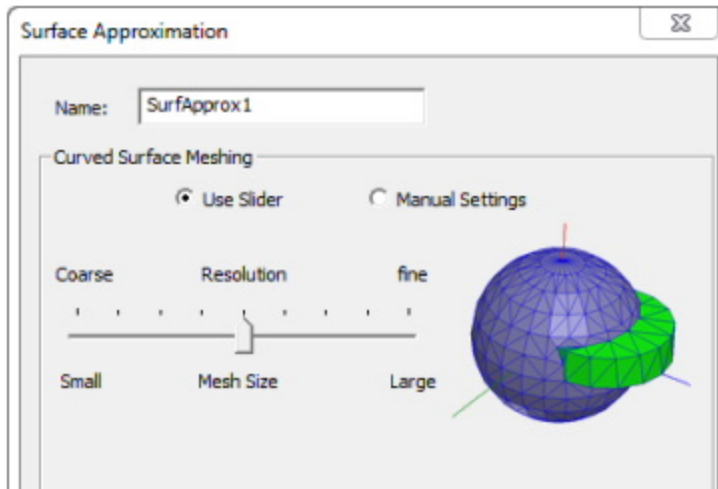 Surface Approximation
Name: SurfApprox1
Curved Surface Meshing
Use Slider Manual Settings
Coarse Resolution fine
Small Mesh Size Large